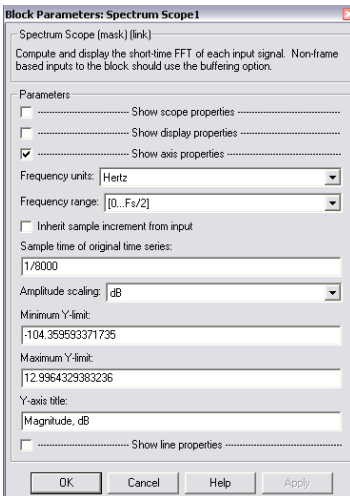 Block Parameters: Spectrum Scope1
Spectrum Scope (mask) (link)
Compute and display the short-time FFT of each input signal. Non-frame
based inputs to the block should use the buffering option.
Parameters
---------------------- Show scope properties ----------------------
---------------------- Show display properties ----------------------
---------------------- Show axis properties ----------------------
Frequency units: Hertz
Frequency range: [0...Fs/2]
Inherit sample increment from input
Sample time of original time series:
1/8000
Amplitude scaling: dB
Minimum Y-limit:
-104.359593371735
Maximum Y-limit:
12.9964329383236
Y-axis title:
Magnitude, dB
---------------------- Show line properties ----------------------
OK Cancel Help Apply